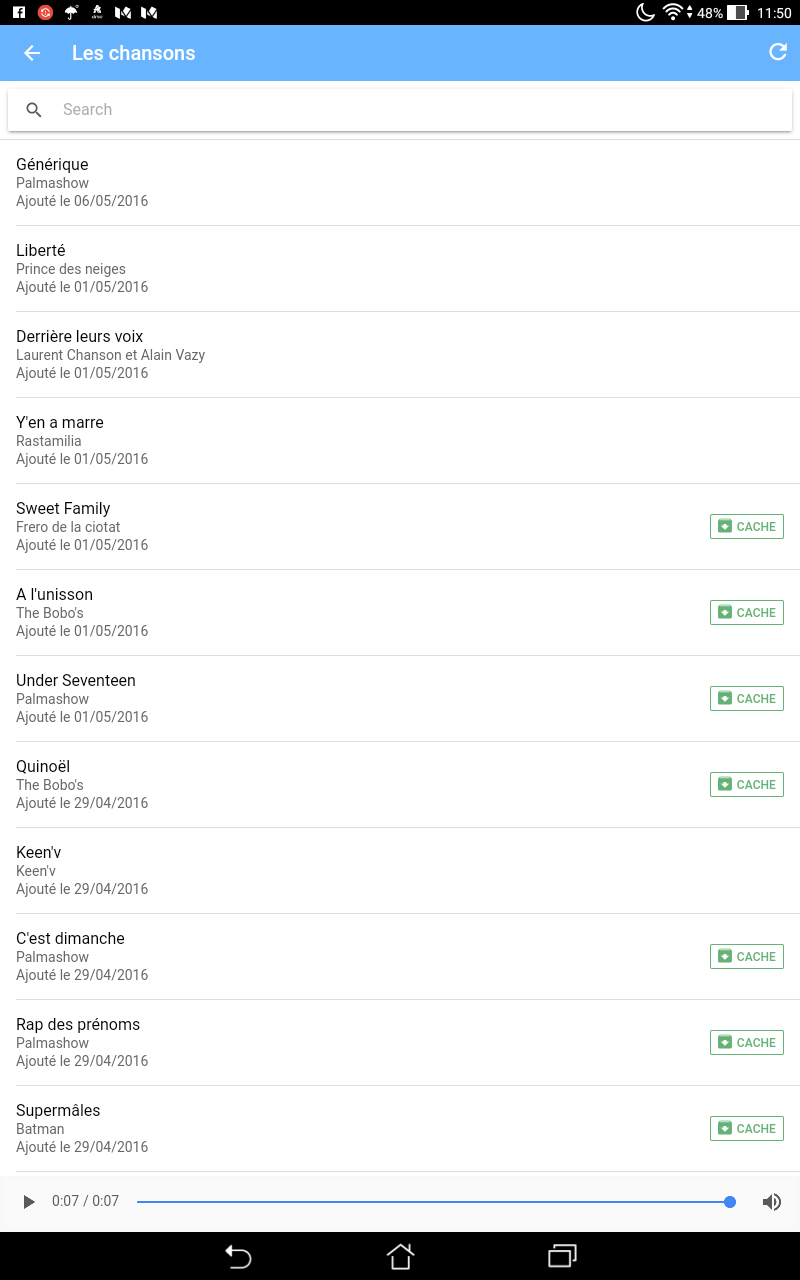 48% 11:50
Les chansons
Search
Générique
Palmashow
Ajouté le 06/05/2016
Liberté
Prince des neiges
Ajouté le 01/05/2016
Derrière leurs voix
Laurent Chanson et Alain Vazy
Ajouté le 01/05/2016
Y'en a marre
Rastamilia
Ajouté le 01/05/2016
Sweet Family
Frero de la ciotat
Ajouté le 01/05/2016
CACHE
A l'unisson
The Bobo's
Ajouté le 01/05/2016
CACHE
Under Seventeen
Palmashow
Ajouté le 01/05/2016
CACHE
Quinoël
The Bobo's
Ajouté le 29/04/2016
CACHE
Keen'v
Keen'v
Ajouté le 29/04/2016
C'est dimanche
Palmashow
Ajouté le 29/04/2016
CACHE
Rap des prénoms
Palmashow
Ajouté le 29/04/2016
CACHE
Supermâles
Batman
Ajouté le 29/04/2016
CACHE
0:07 / 0:07